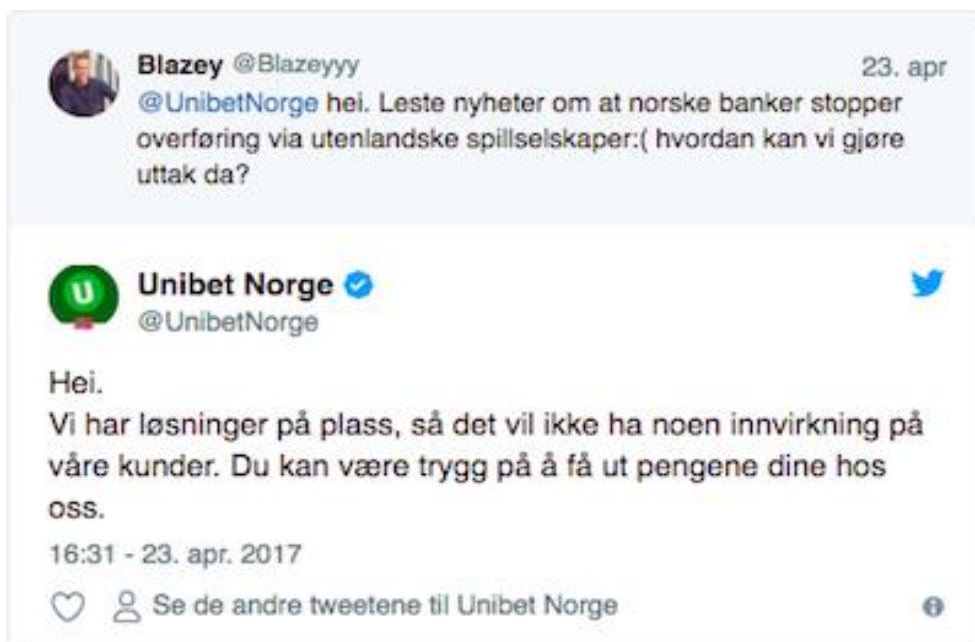 Blazey @Blazeyyy 23. apr
@UnibetNorge hei. Leste nyheter om at norske banker stopper
overføring via utenlandske spillselskaper:( hvordan kan vi gjøre
uttak da?
U
Unibet Norge
@UnibetNorge
Hei.
Vi har løsninger på plass, så det vil ikke ha noen innvirkning på
våre kunder. Du kan være trygg på å få ut pengene dine hos
oss.
16:31 - 23. apr. 2017
Se de andre tweetene til Unibet Norge